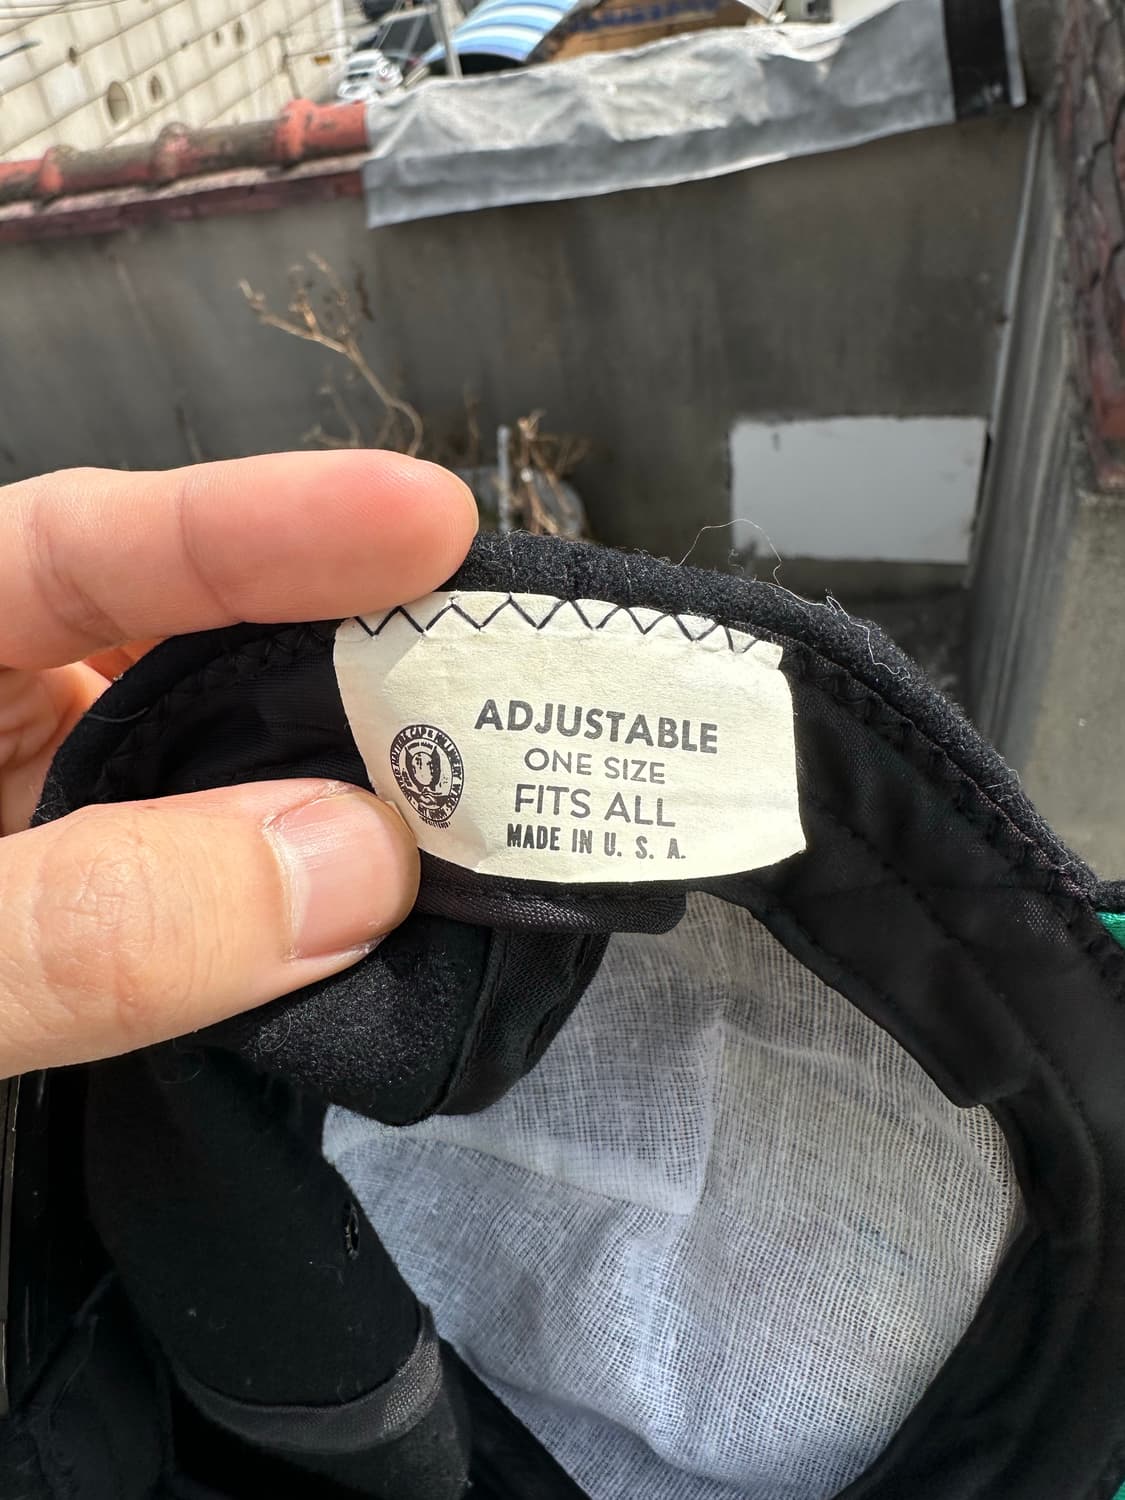 ADJUSTABLE
ONE SIZE
FITS ALL
MADE IN U. S. A.